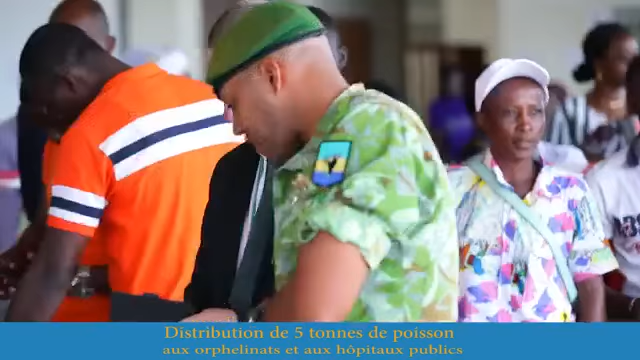 Distribution de 5 tonnes de poisson
aux orphelinats et aux hôpitaux publics